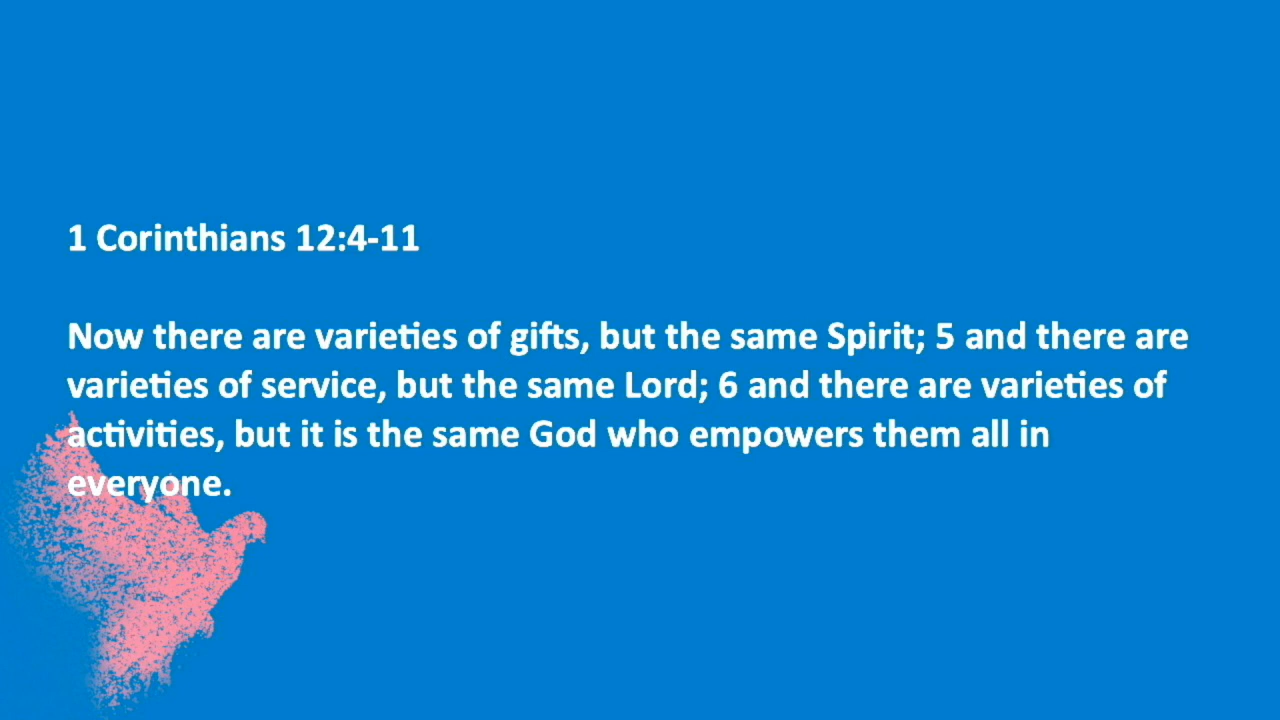 1 Corinthians 12:4-11
Now there are varieties of gifts, but the same Spirit; 5 and there are
varieties of service, but the same Lord; 6 and there are varieties of
activities, but it is the same God who empowers them all in
everyone.